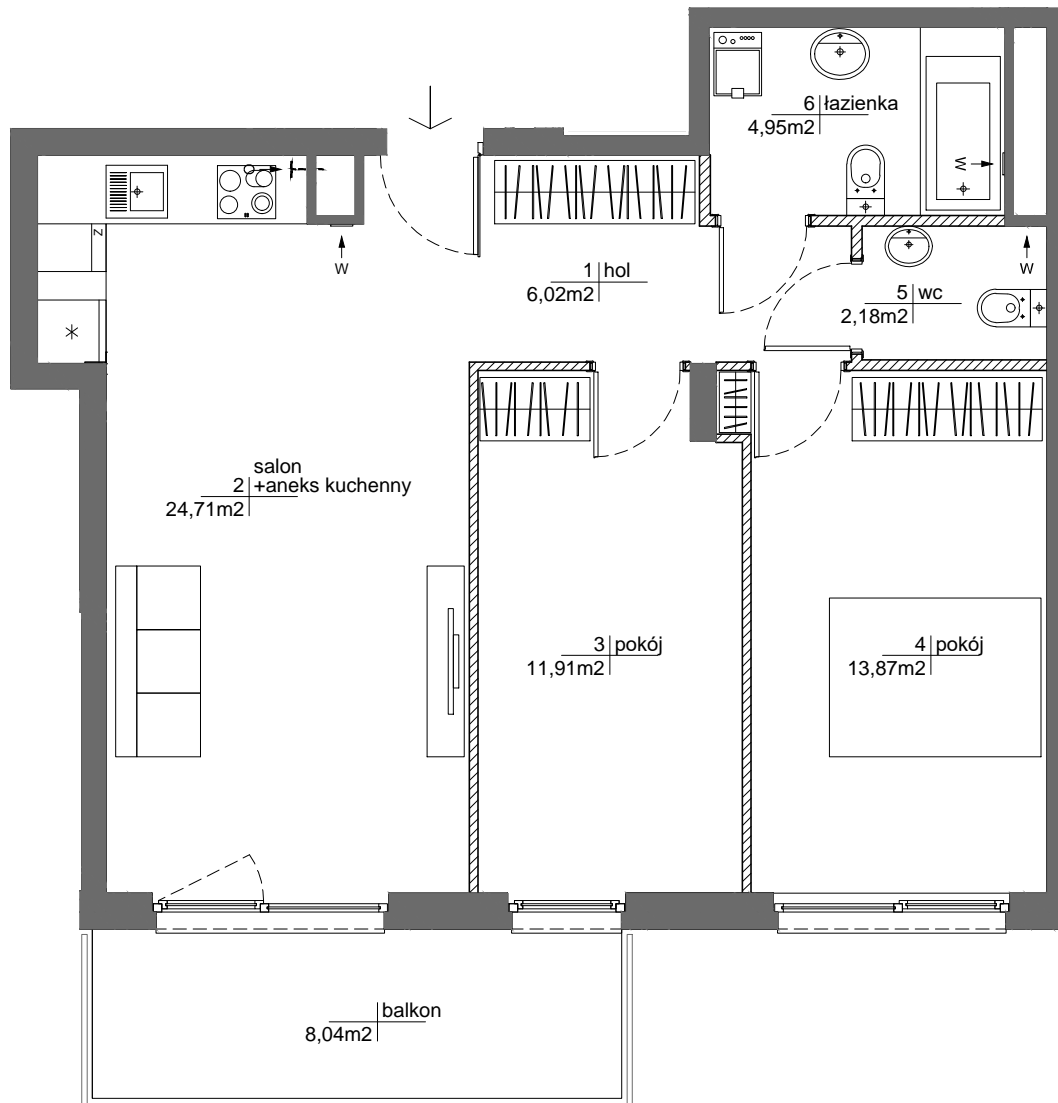 6 łazienka
4,95m2
W
Z
W
1 hol
6,02m2
W
5 wc
2,18m2
salon
2 +aneks kuchenny
24,71m2
3 pokój
11,91m2
4 pokój
13,87m2
balkon
8,04m2